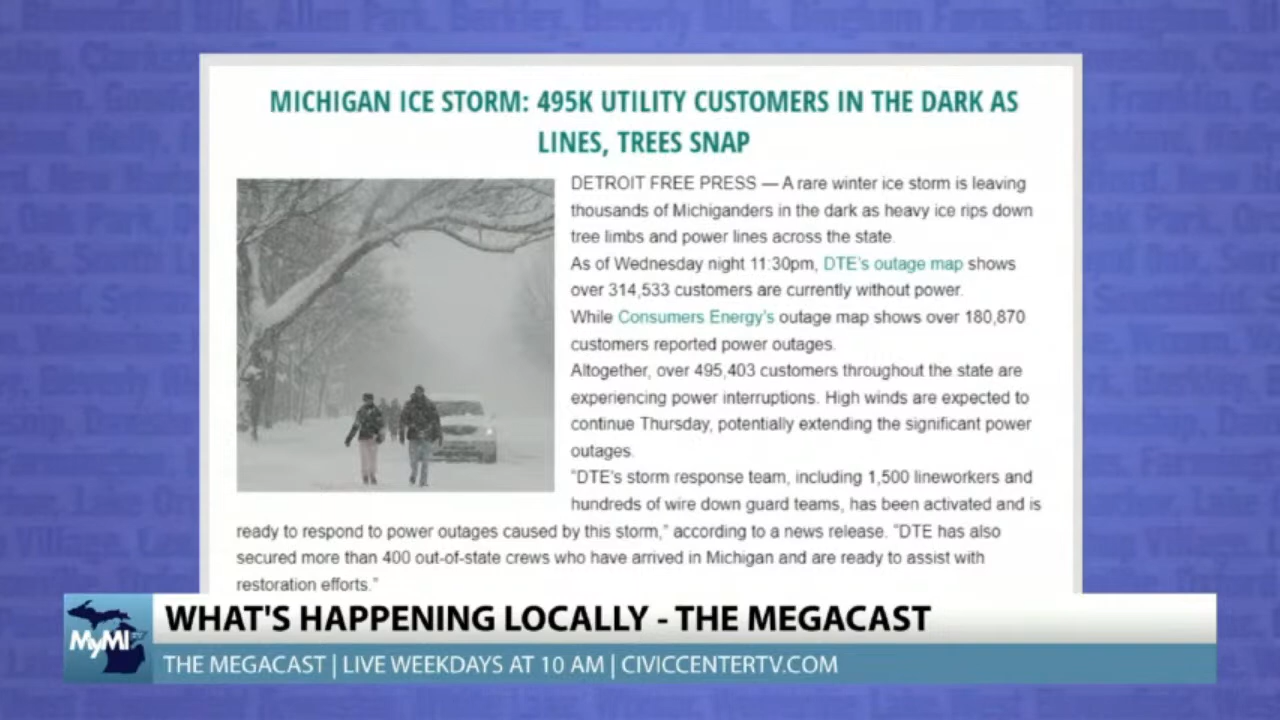 MICHIGAN ICE STORM: 495K UTILITY CUSTOMERS IN THE DARK AS
LINES, TREES SNAP
DETROIT FREE PRESS — A rare winter ice storm is leaving
thousands of Michiganders in the dark as heavy ice rips down
tree limbs and power lines across the state.
As of Wednesday night 11:30pm, DTE's outage map shows
over 314,533 customers are currently without power.
While Consumers Energy's outage map shows over 180,870
customers reported power outages.
Altogether, over 495,403 customers throughout the state are
experiencing power interruptions. High winds are expected to
continue Thursday, potentially extending the significant power
outages.
"DTE's storm response team, including 1,500 lineworkers and
hundreds of wire down guard teams, has been activated and is
ready to respond to power outages caused by this storm," according to a news release. "DTE has also
secured more than 400 out-of-state crews who have arrived in Michigan and are ready to assist with
restoration efforts."
MyMI
WHAT'S HAPPENING LOCALLY - THE MEGACAST
THE MEGACAST | LIVE WEEKDAYS AT 10 AM | CIVICCENTERTV.COM